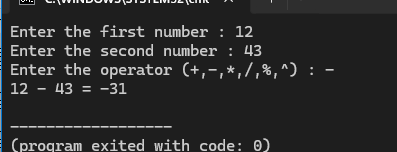 Enter the first number : 12
Enter the second number : 43
Enter the operator (+,-,*,/,%,^) : -
12 - 43 = -31
------------------
(program exited with code: 0)